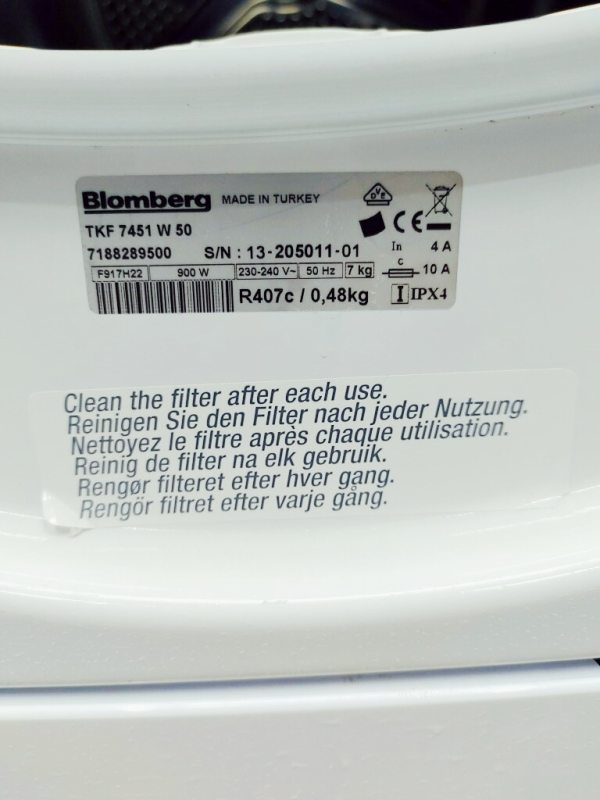 Blomberg MADE IN TURKEY
TKF 7451 W 50
7188289500 S/N : 13-205011-01
F917H22 900 W 230-240 V~ 50 Hz 7 kg
R407c / 0,48kg
VDE
CE
In 4 A
C 10 A
IPX4
Clean the filter after each use.
Reinigen Sie den Filter nach jeder Nutzung.
Nettoyez le filtre après chaque utilisation.
Reinig de filter na elk gebruik.
Rengør filteret efter hver gang.
Rengör filtret efter varje gång.